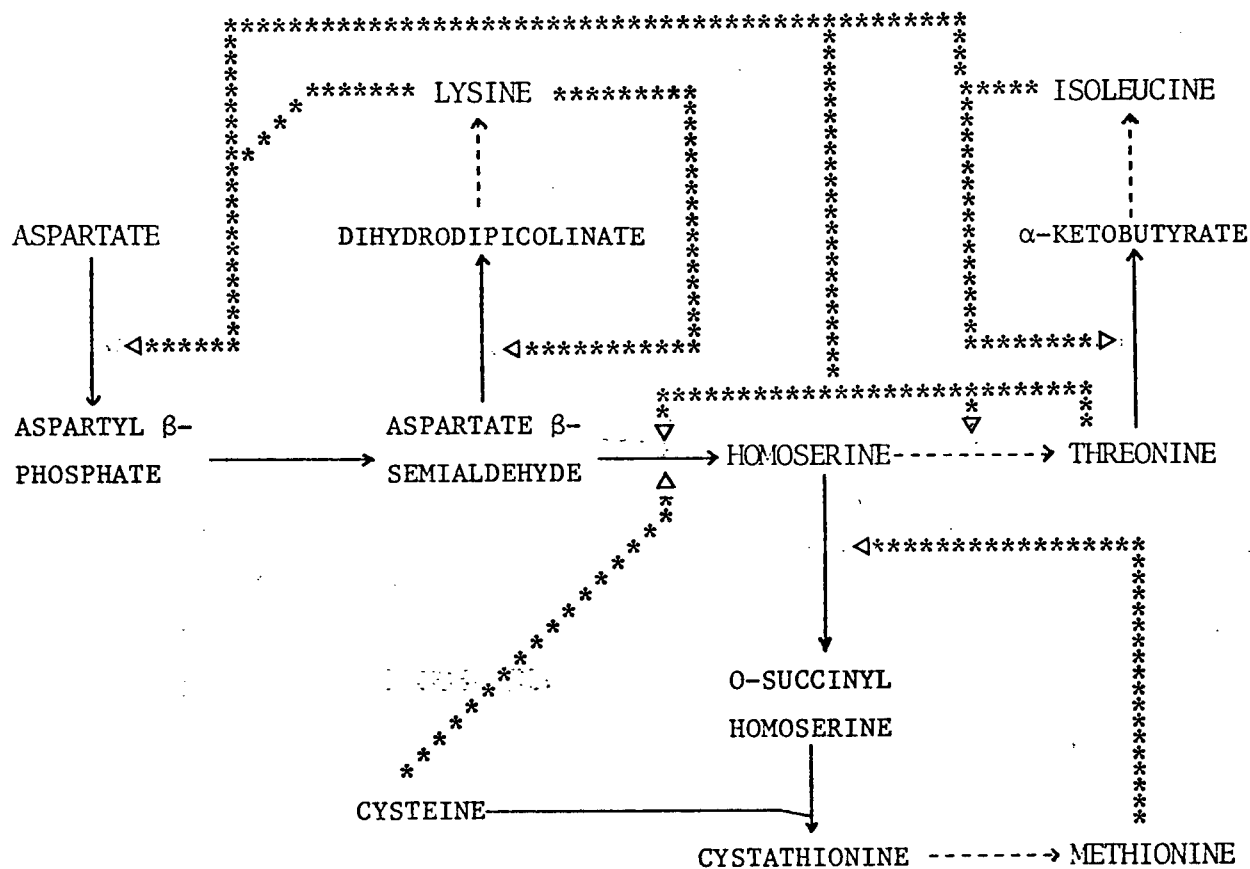 LYSINE
ISOLEUCINE
ASPARTATE
DIHYDRODIPICOLINATE
α-KETOBUTYRATE
ASPARTYL β-
PHOSPHATE
ASPARTATE β-
SEMIALDEHYDE
HOMOSERINE
THREONINE
O-SUCCINYL
HOMOSERINE
CYSTEINE
CYSTATHIONINE
METHIONINE